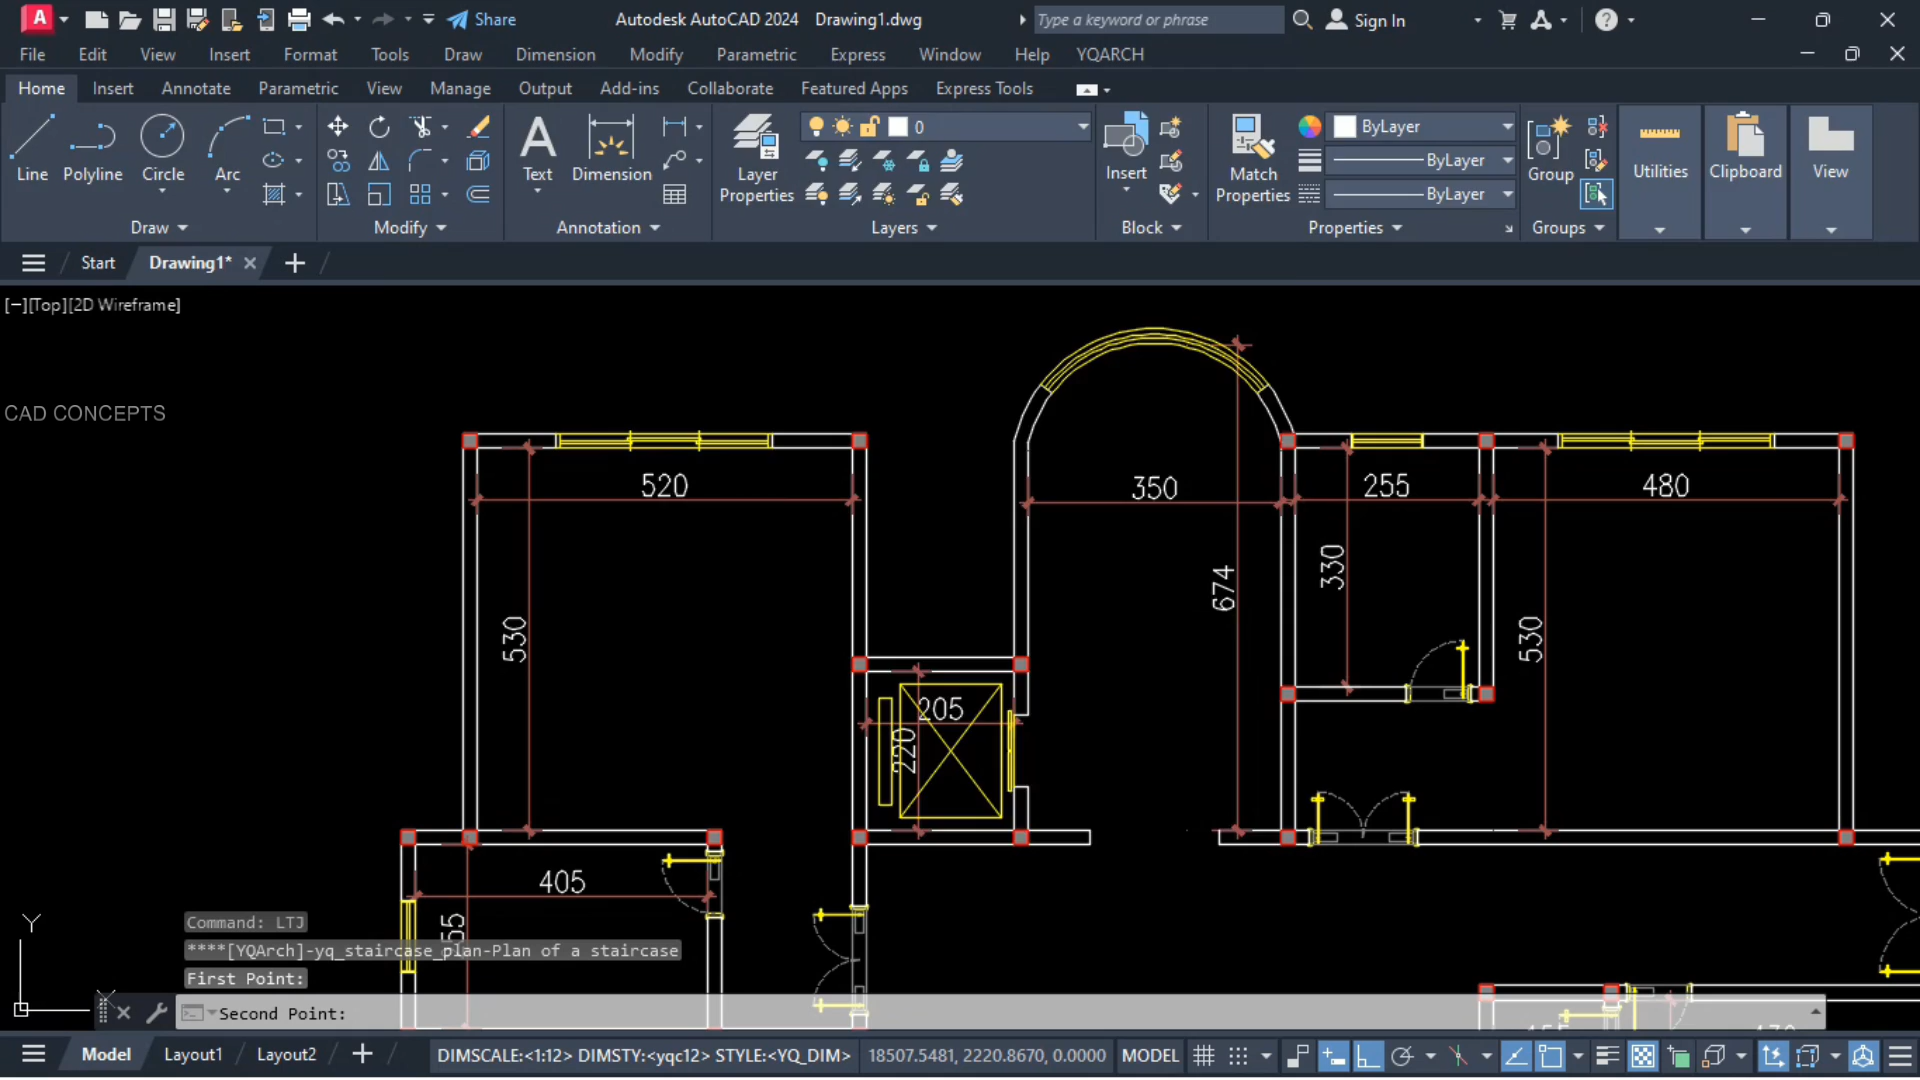 A Share Autodesk AutoCAD 2024 Drawing1.dwg Type a keyword or phrase Sign In
File Edit View Insert Format Tools Draw Dimension Modify Parametric Express Window Help YQARCH
Home Insert Annotate Parametric View Manage Output Add-ins Collaborate Featured Apps Express Tools
0 ByLayer
Line Polyline Circle Arc Text Dimension Layer Properties Insert Match Properties ByLayer Group Utilities Clipboard View
ByLayer
Draw Modify Annotation Layers Block Properties Groups
Start Drawing1*
[−][Top][2D Wireframe]
CAD CONCEPTS
520 350 255 480
330
674
530 530
205
220
405
55
Command: LTJ
****[YQArch]-yq_staircase_plan-Plan of a staircase
First Point:
Second Point:
Y
X
Model Layout1 Layout2 DIMSCALE:<1:12> DIMSTY:<yqc12> STYLE:<YQ_DIM> 18507.5481, 2220.8670, 0.0000 MODEL